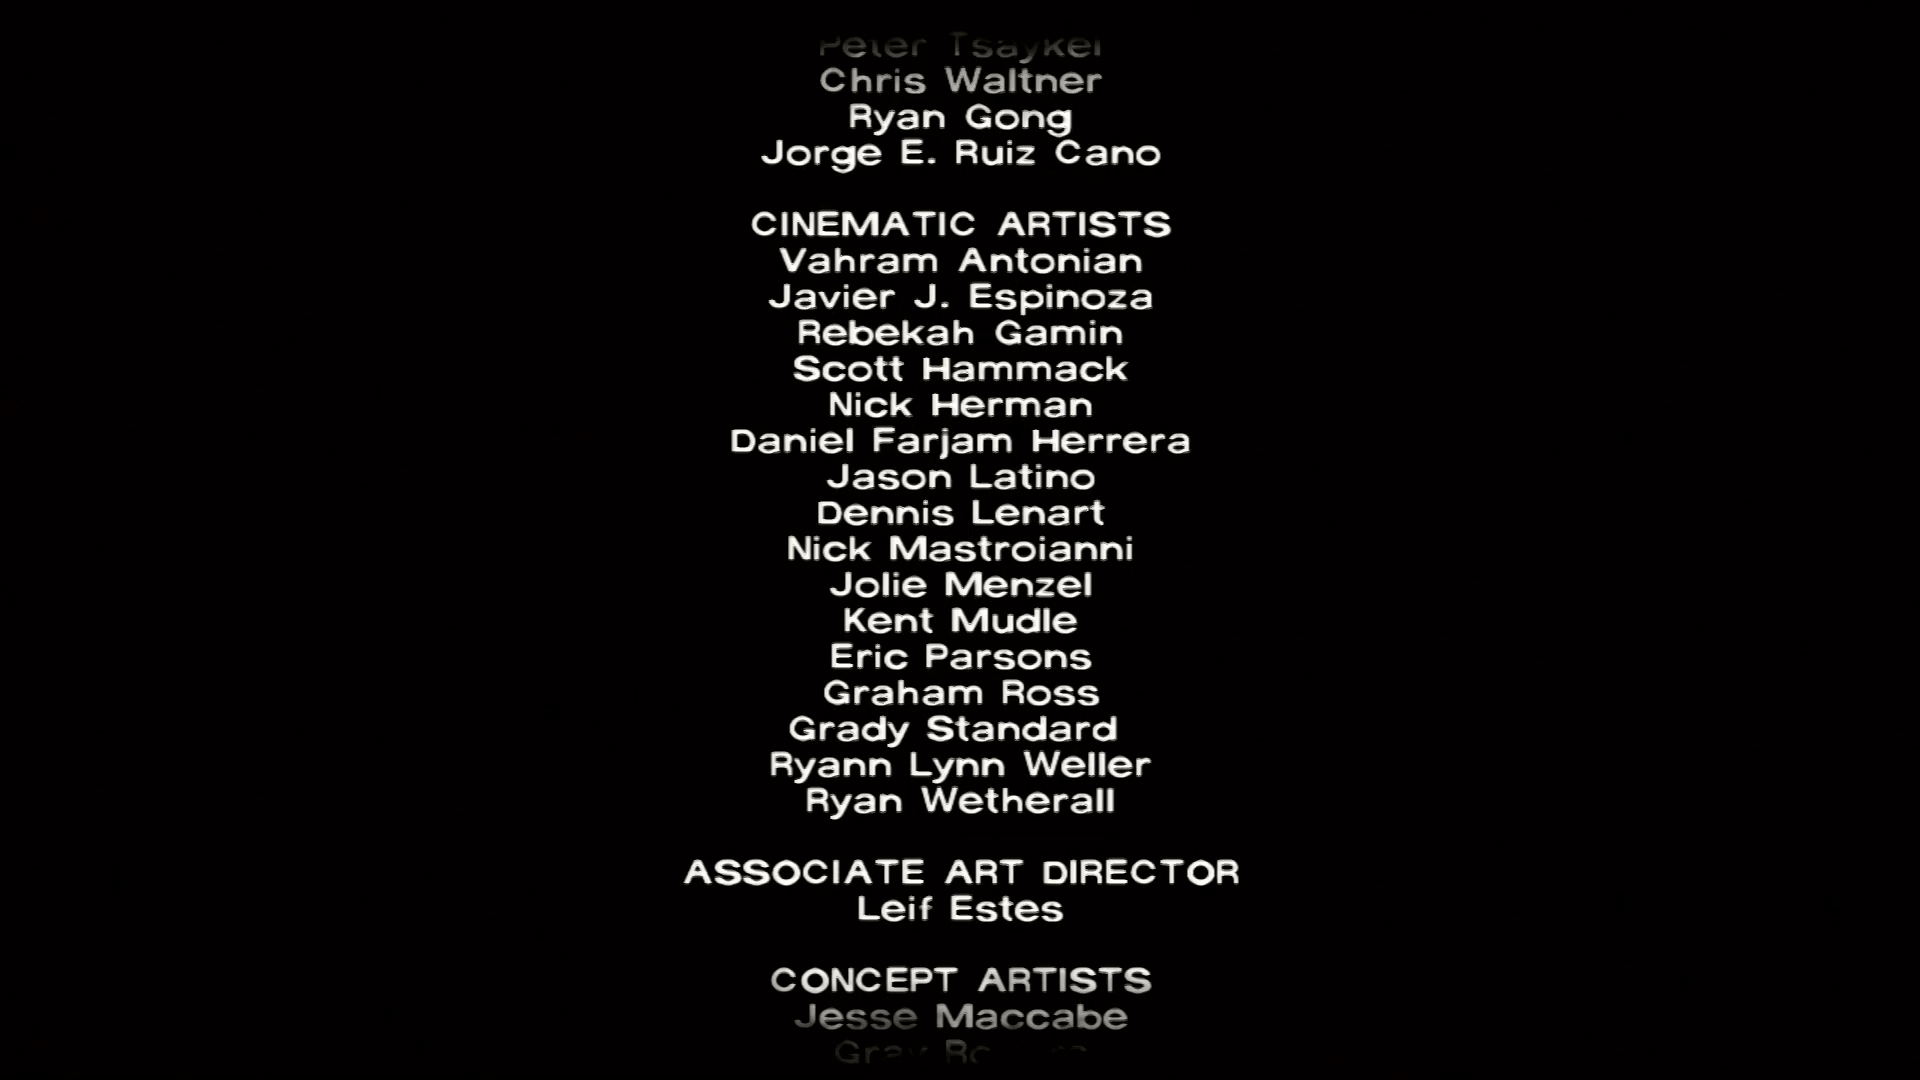 Peter Tsaykel
Chris Waltner
Ryan Gong
Jorge E. Ruiz Cano
CINEMATIC ARTISTS
Vahram Antonian
Javier J. Espinoza
Rebekah Gamin
Scott Hammack
Nick Herman
Daniel Farjam Herrera
Jason Latino
Dennis Lenart
Nick Mastroianni
Jolie Menzel
Kent Mudle
Eric Parsons
Graham Ross
Grady Standard
Ryann Lynn Weller
Ryan Wetherall
ASSOCIATE ART DIRECTOR
Leif Estes
CONCEPT ARTISTS
Jesse Maccabe